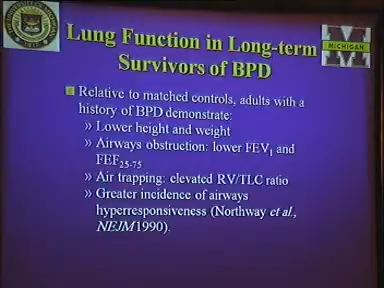 Lung Function in Long-term
Survivors of BPD
MICHIGAN
Relative to matched controls, adults with a
history of BPD demonstrate:
» Lower height and weight
» Airways obstruction: lower FEV1 and
FEF25-75
» Air trapping: elevated RV/TLC ratio
» Greater incidence of airways
hyperresponsiveness (Northway et al.,
NEJM 1990).